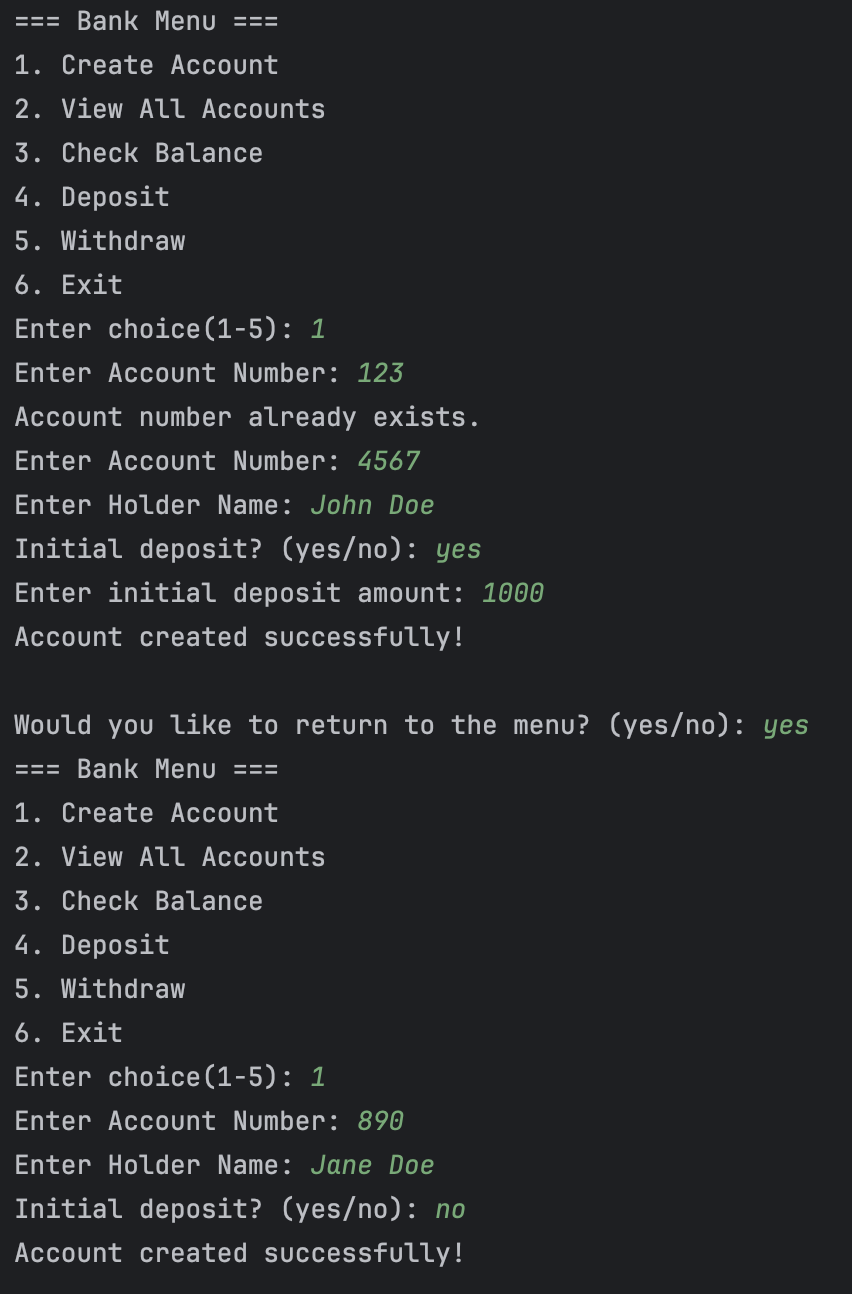 === Bank Menu ===
1. Create Account
2. View All Accounts
3. Check Balance
4. Deposit
5. Withdraw
6. Exit
Enter choice(1-5): 1
Enter Account Number: 123
Account number already exists.
Enter Account Number: 4567
Enter Holder Name: John Doe
Initial deposit? (yes/no): yes
Enter initial deposit amount: 1000
Account created successfully!
Would you like to return to the menu? (yes/no): yes
=== Bank Menu ===
1. Create Account
2. View All Accounts
3. Check Balance
4. Deposit
5. Withdraw
6. Exit
Enter choice(1-5): 1
Enter Account Number: 890
Enter Holder Name: Jane Doe
Initial deposit? (yes/no): no
Account created successfully!